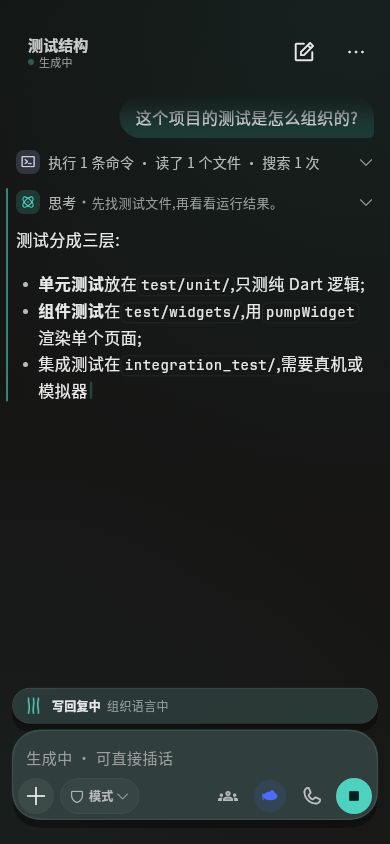 测试结构
生成中
这个项目的测试是怎么组织的?
执行 1 条命令 · 读了 1 个文件 · 搜索 1 次
思考 · 先找测试文件,再看看运行结果。
测试分成三层:
• 单元测试放在 test/unit/,只测纯 Dart 逻辑;
• 组件测试在 test/widgets/,用 pumpWidget
渲染单个页面;
• 集成测试在 integration_test/,需要真机或
模拟器
写回复中 组织语言中
生成中 · 可直接插话
模式